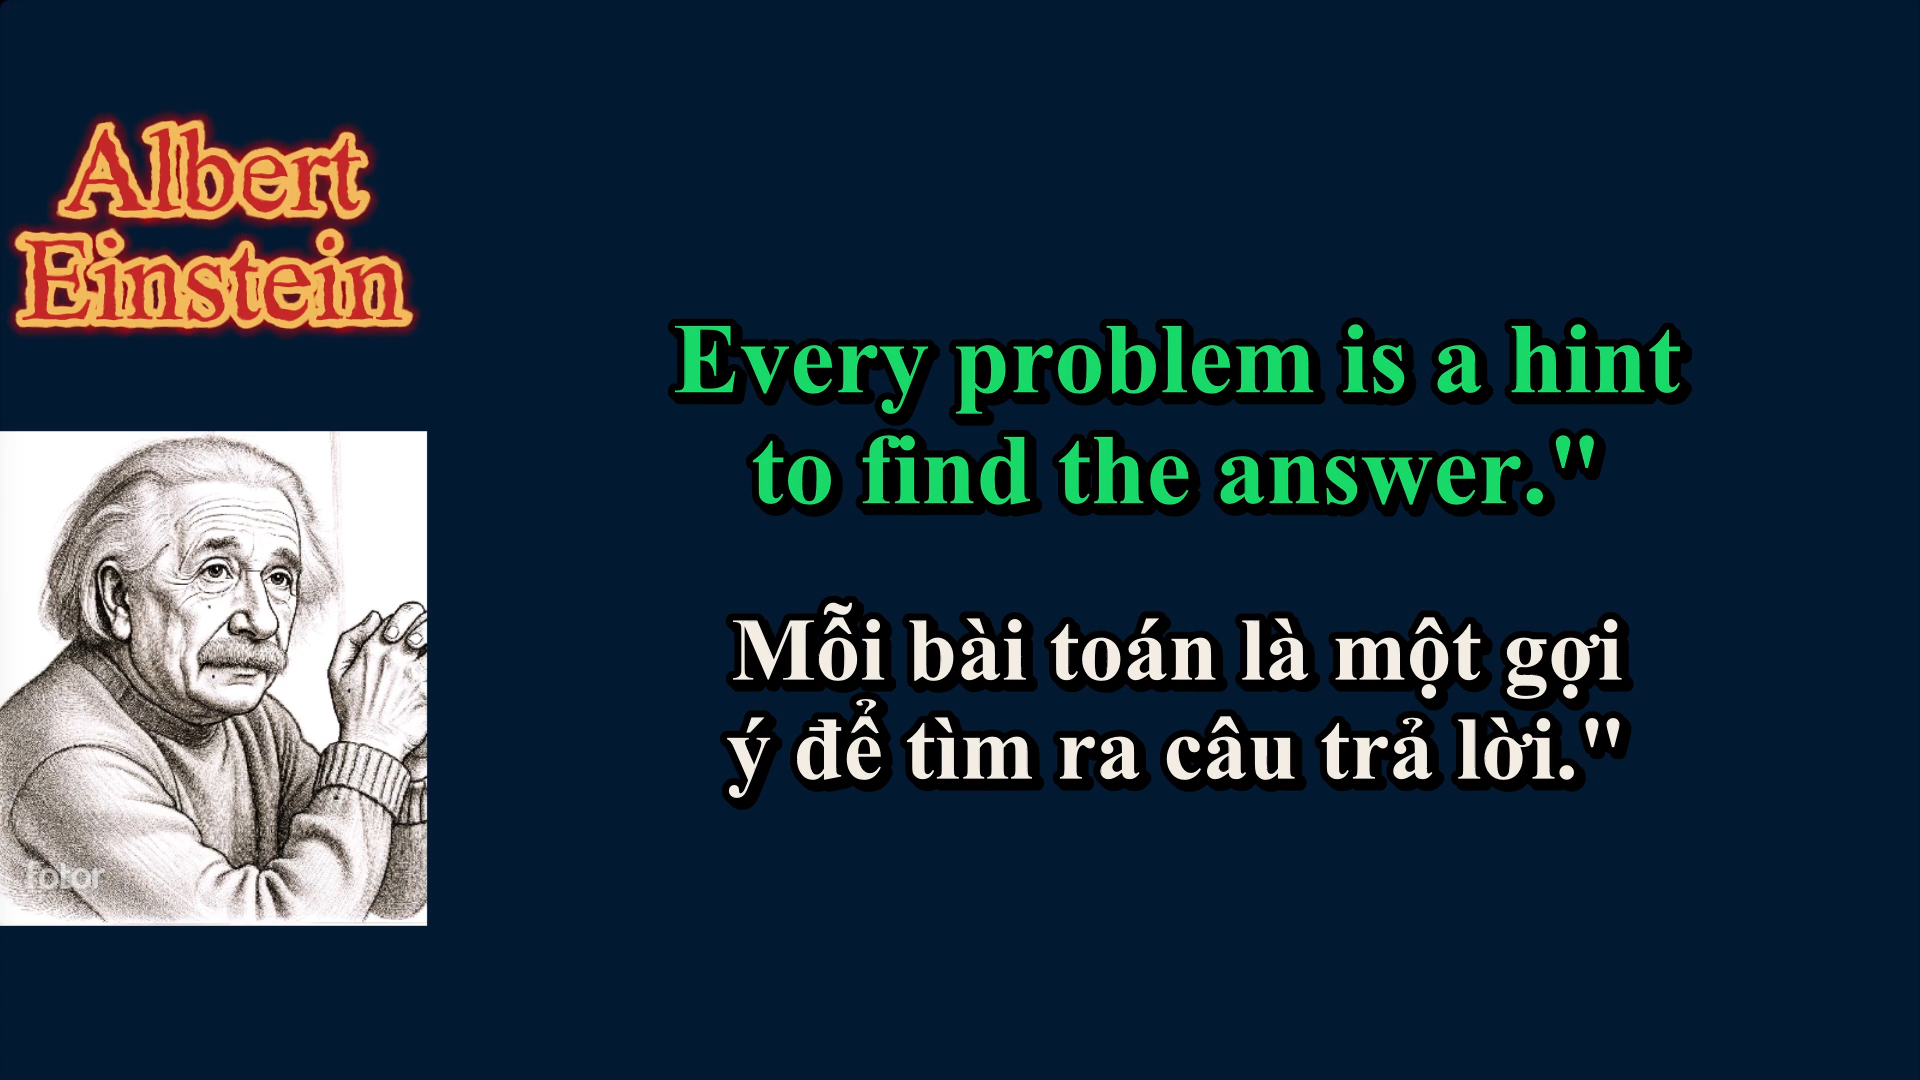 Albert
Einstein
Every problem is a hint
to find the answer."
Mỗi bài toán là một gợi
ý để tìm ra câu trả lời."
fotor